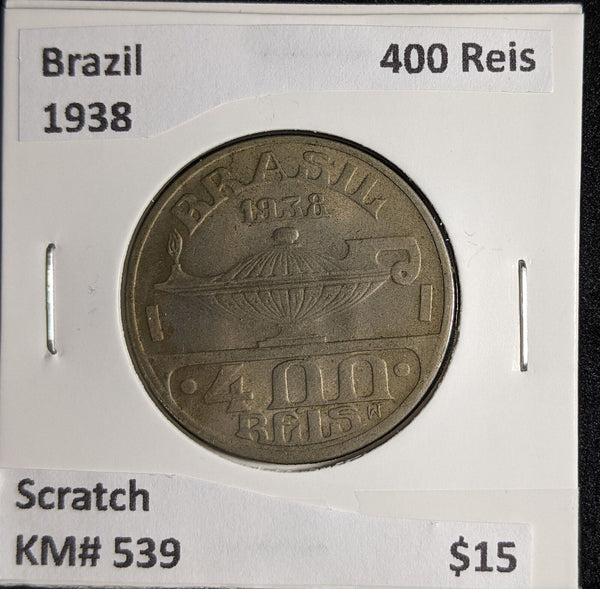 Brazil 400 Reis
1938
BRASIL
1938
400
REIS W
Scratch
KM# 539 $15